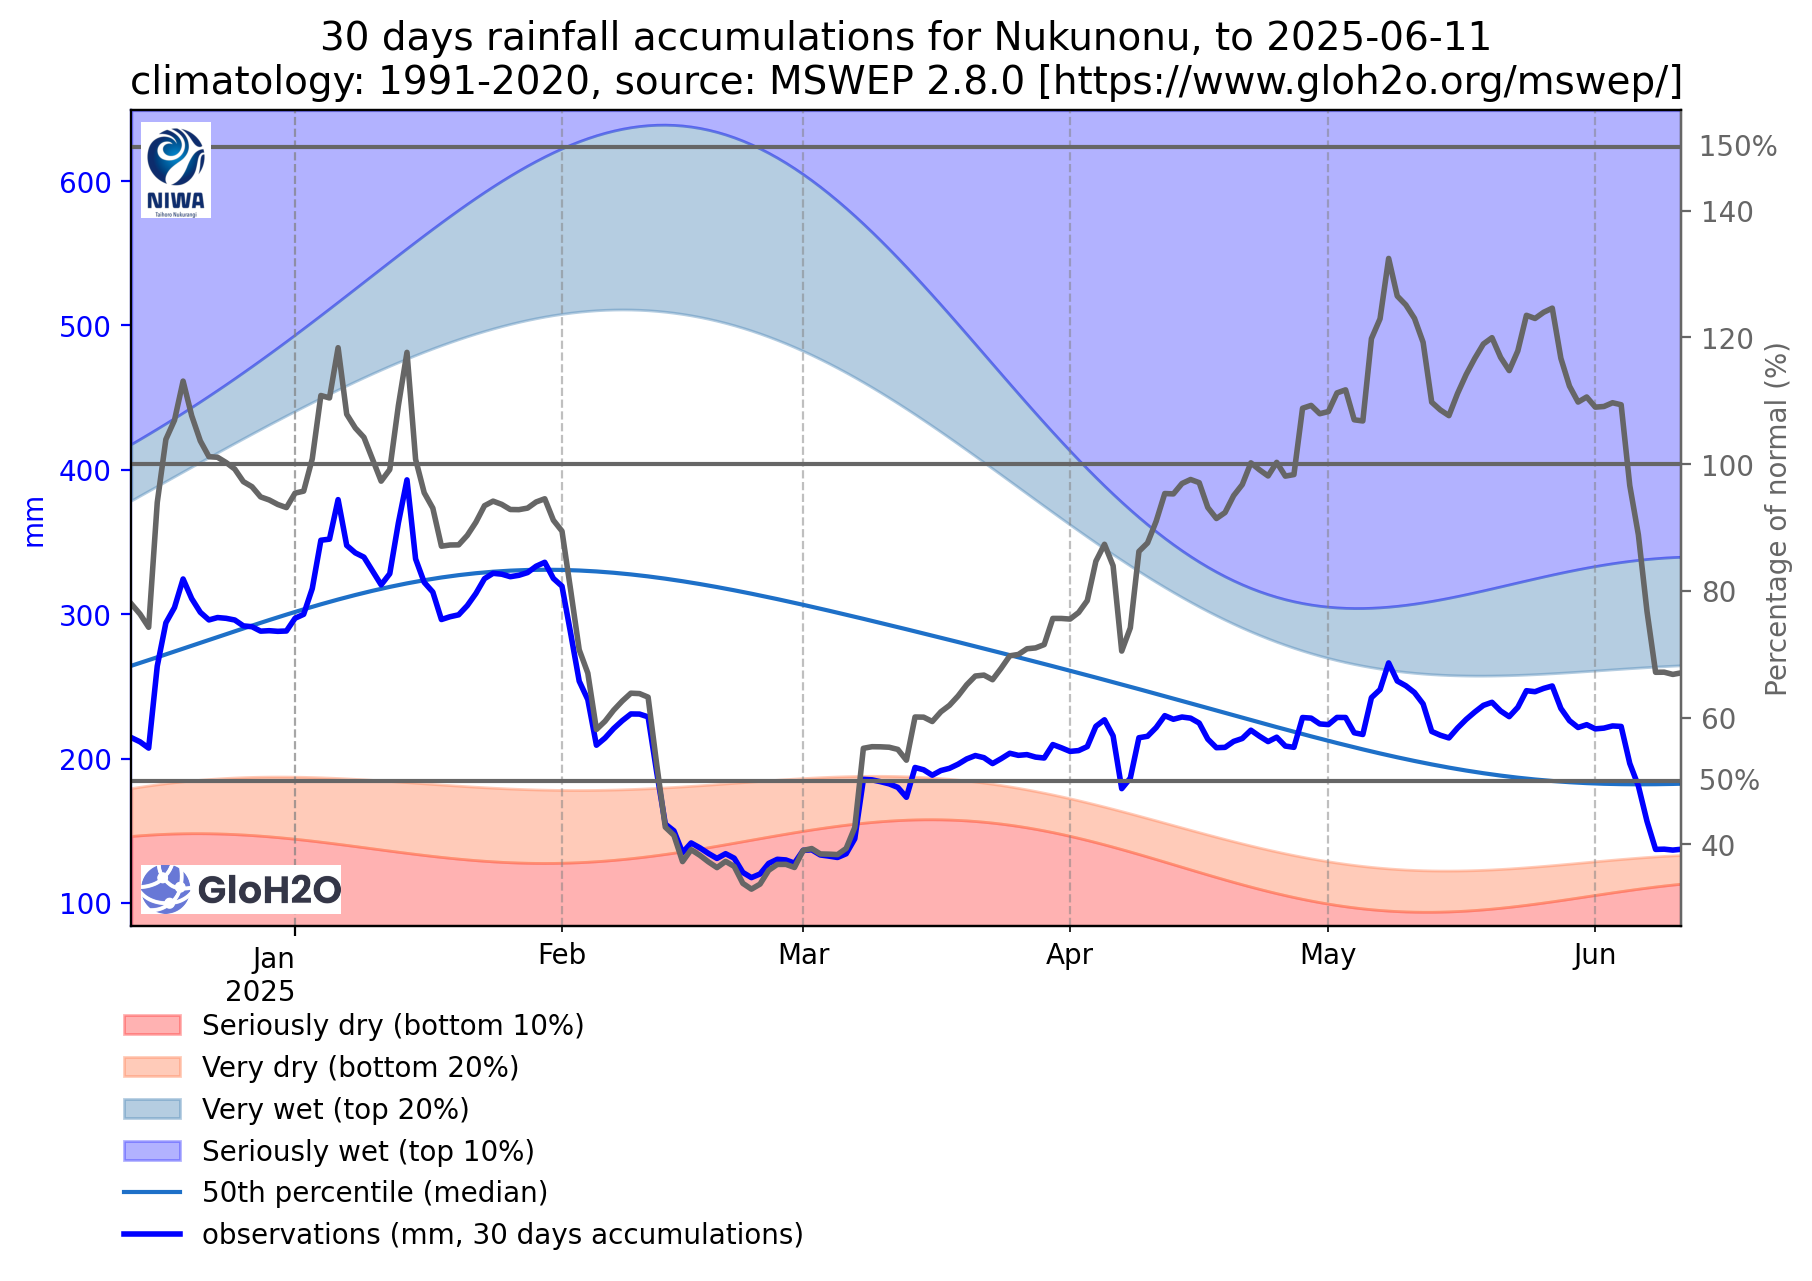 30 days rainfall accumulations for Nukunonu, to 2025-06-11
climatology: 1991-2020, source: MSWEP 2.8.0 [https://www.gloh2o.org/mswep/]
NIWA
Taihoro Nukurangi
600
500
400
300
200
100
mm
150%
140
120
100
80
60
50%
40
Percentage of normal (%)
GloH2O
Jan
2025
Feb
Mar
Apr
May
Jun
Seriously dry (bottom 10%)
Very dry (bottom 20%)
Very wet (top 20%)
Seriously wet (top 10%)
50th percentile (median)
observations (mm, 30 days accumulations)